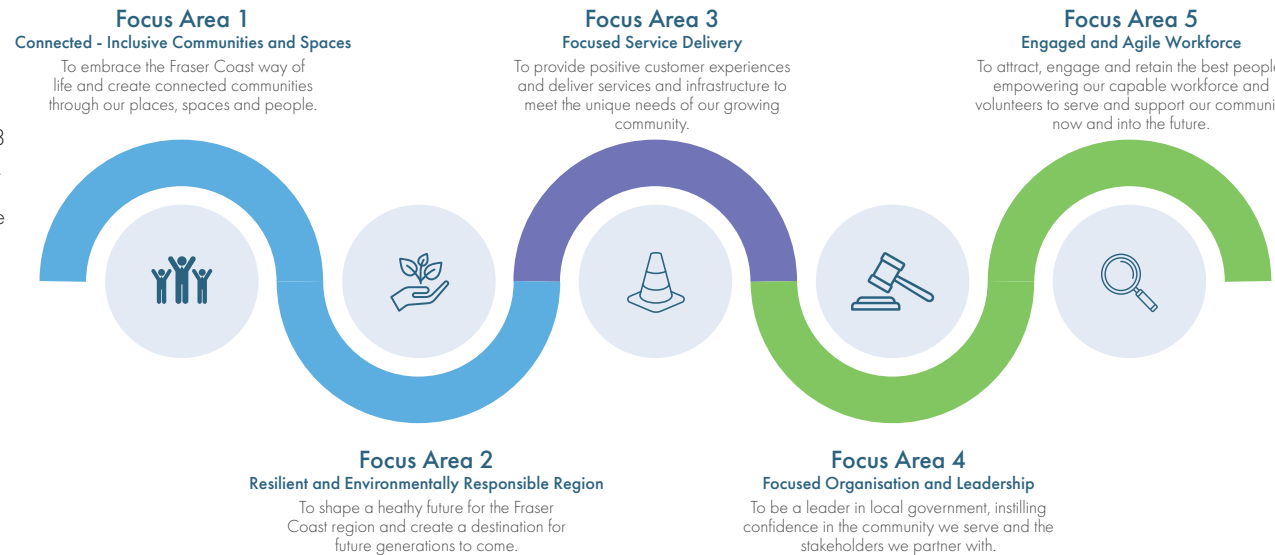 Focus Area 1
Connected - Inclusive Communities and Spaces
To embrace the Fraser Coast way of
life and create connected communities
through our places, spaces and people.
Focus Area 3
Focused Service Delivery
To provide positive customer experiences
and deliver services and infrastructure to
meet the unique needs of our growing
community.
Focus Area 5
Engaged and Agile Workforce
To attract, engage and retain the best people
empowering our capable workforce and
volunteers to serve and support our
now and into the future.
Focus Area 2
Resilient and Environmentally Responsible Region
To shape a heathy future for the Fraser
Coast region and create a destination for
future generations to come.
Focus Area 4
Focused Organisation and Leadership
To be a leader in local government, instilling
confidence in the community we serve and the
stakeholders we partner with.